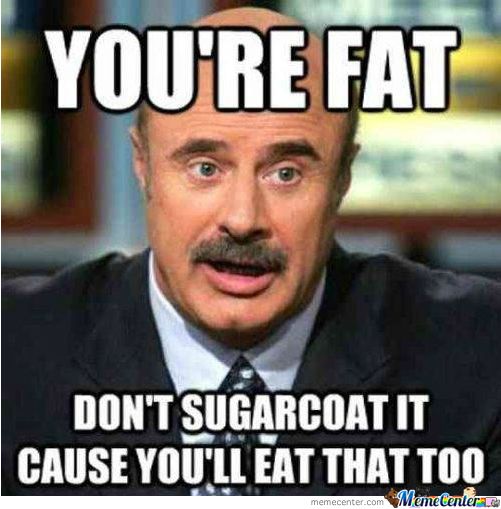 YOU'RE FAT
DON'T SUGARCOAT IT
CAUSE YOU'LL EAT THAT TOO
memecenter.com MemeCenter